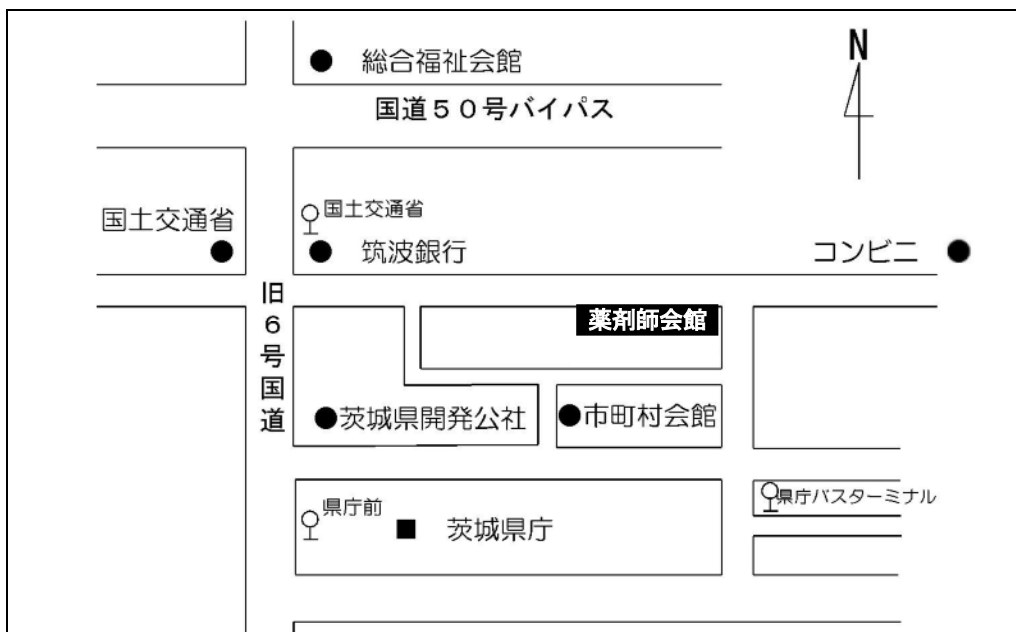 総合福祉会館
N
国道５０号バイパス
国土交通省
国土交通省
筑波銀行
コンビニ
旧６号国道
薬剤師会館
茨城県開発公社
市町村会館
県庁前
茨城県庁
県庁バスターミナル